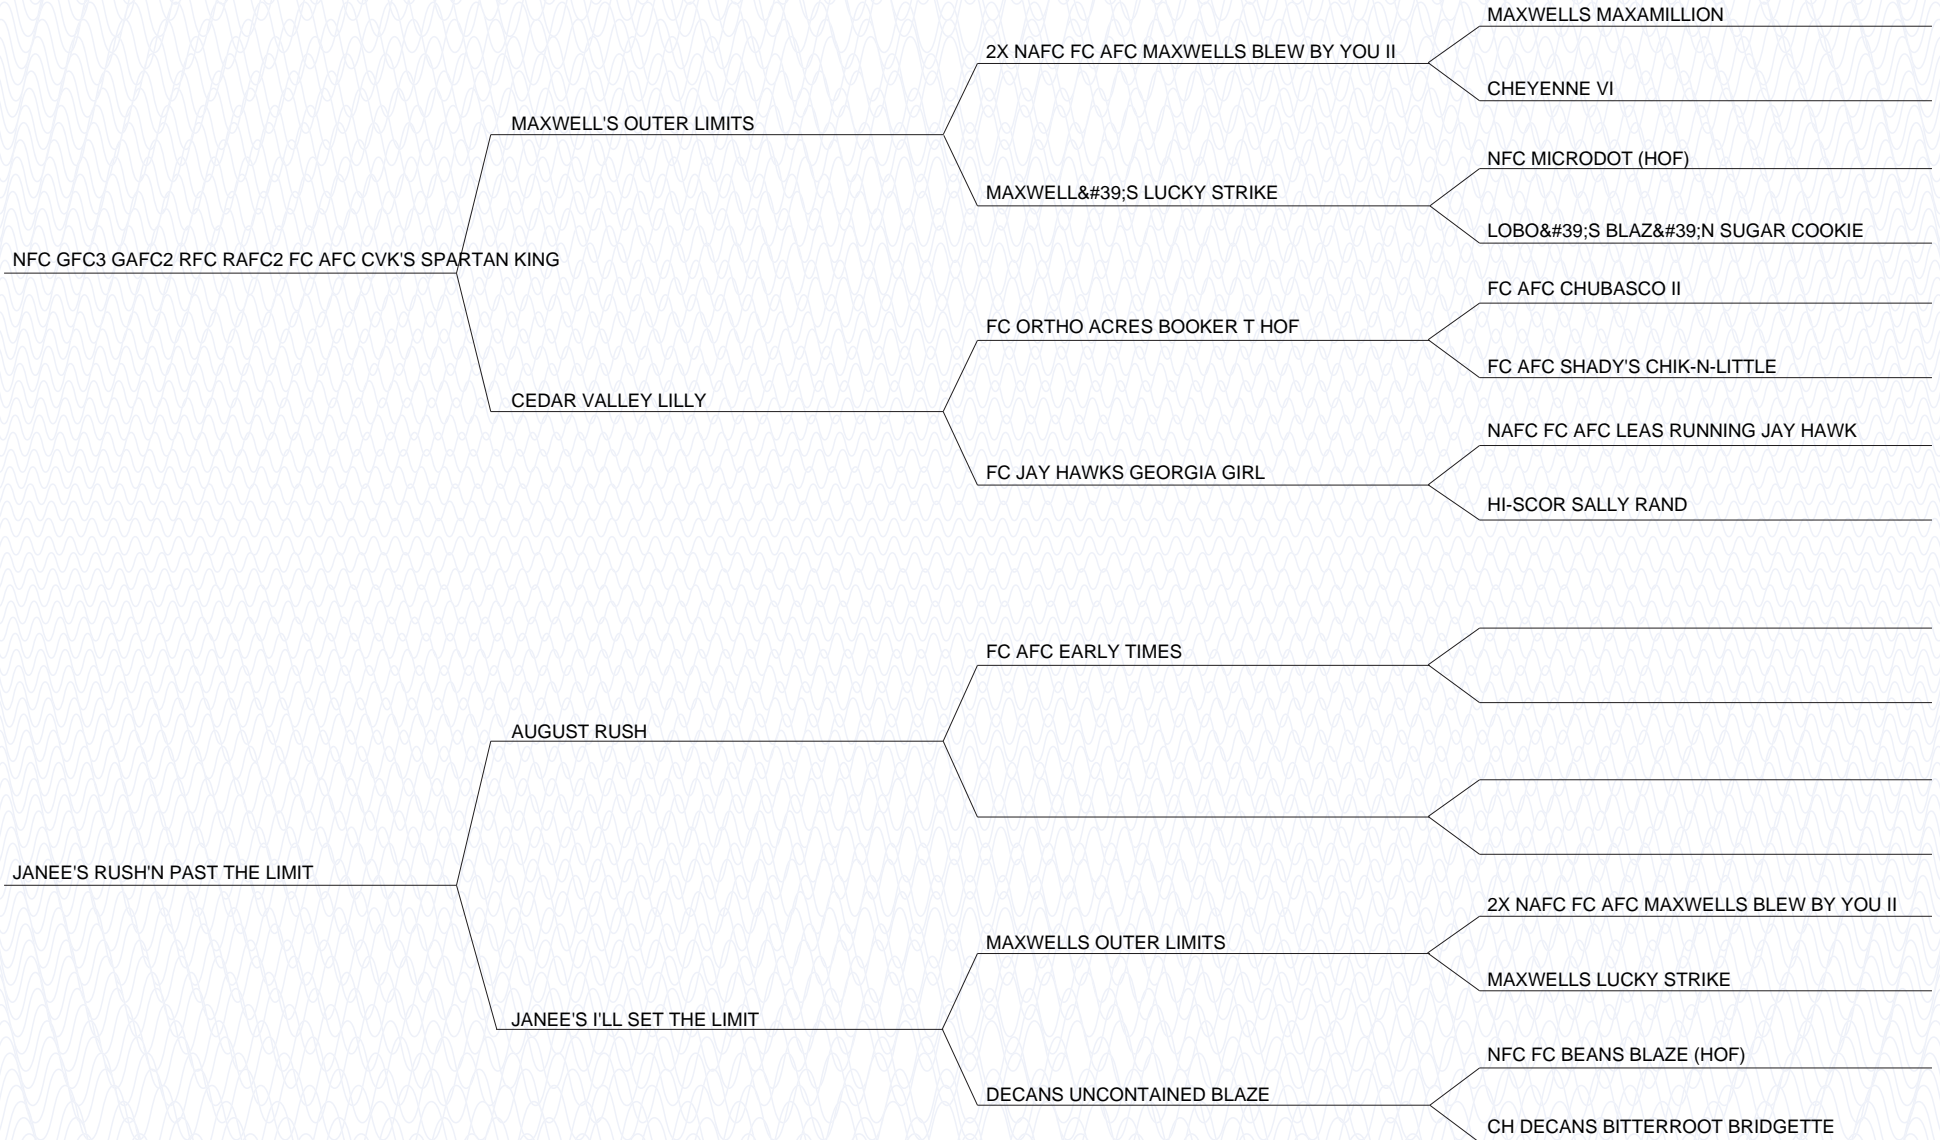 MAXWELLS MAXAMILLION
2X NAFC FC AFC MAXWELLS BLEW BY YOU II
CHEYENNE VI
MAXWELL'S OUTER LIMITS
NFC MICRODOT (HOF)
MAXWELL&#39;S LUCKY STRIKE
LOBO&#39;S BLAZ&#39;N SUGAR COOKIE
NFC GFC3 GAFC2 RFC RAFC2 FC AFC CVK'S SPARTAN KING
FC AFC CHUBASCO II
FC ORTHO ACRES BOOKER T HOF
FC AFC SHADY'S CHIK-N-LITTLE
CEDAR VALLEY LILLY
NAFC FC AFC LEAS RUNNING JAY HAWK
FC JAY HAWKS GEORGIA GIRL
HI-SCOR SALLY RAND
FC AFC EARLY TIMES
AUGUST RUSH
JANEE'S RUSH'N PAST THE LIMIT
2X NAFC FC AFC MAXWELLS BLEW BY YOU II
MAXWELLS OUTER LIMITS
MAXWELLS LUCKY STRIKE
JANEE'S I'LL SET THE LIMIT
NFC FC BEANS BLAZE (HOF)
DECANS UNCONTAINED BLAZE
CH DECANS BITTERROOT BRIDGETTE